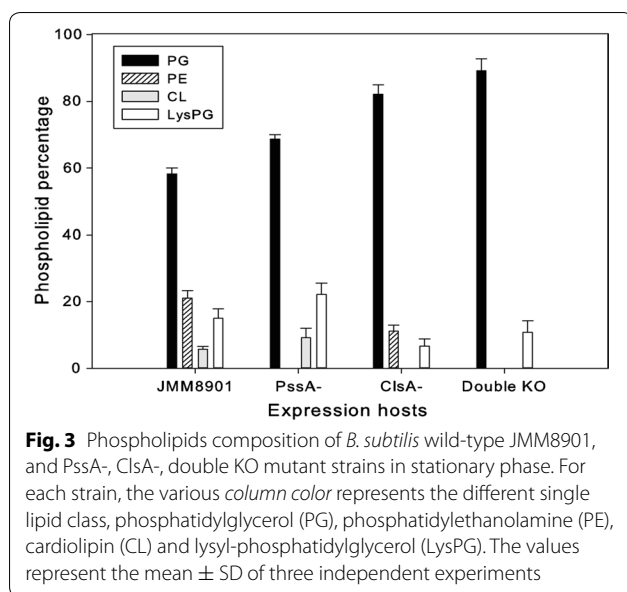 100
80
60
40
20
0
Phospholipid percentage
PG
PE
CL
LysPG
JMM8901 PssA- ClsA- Double KO
Expression hosts
Fig. 3 Phospholipids composition of B. subtilis wild-type JMM8901,
and PssA-, ClsA-, double KO mutant strains in stationary phase. For
each strain, the various column color represents the different single
lipid class, phosphatidylglycerol (PG), phosphatidylethanolamine (PE),
cardiolipin (CL) and lysyl-phosphatidylglycerol (LysPG). The values
represent the mean ± SD of three independent experiments